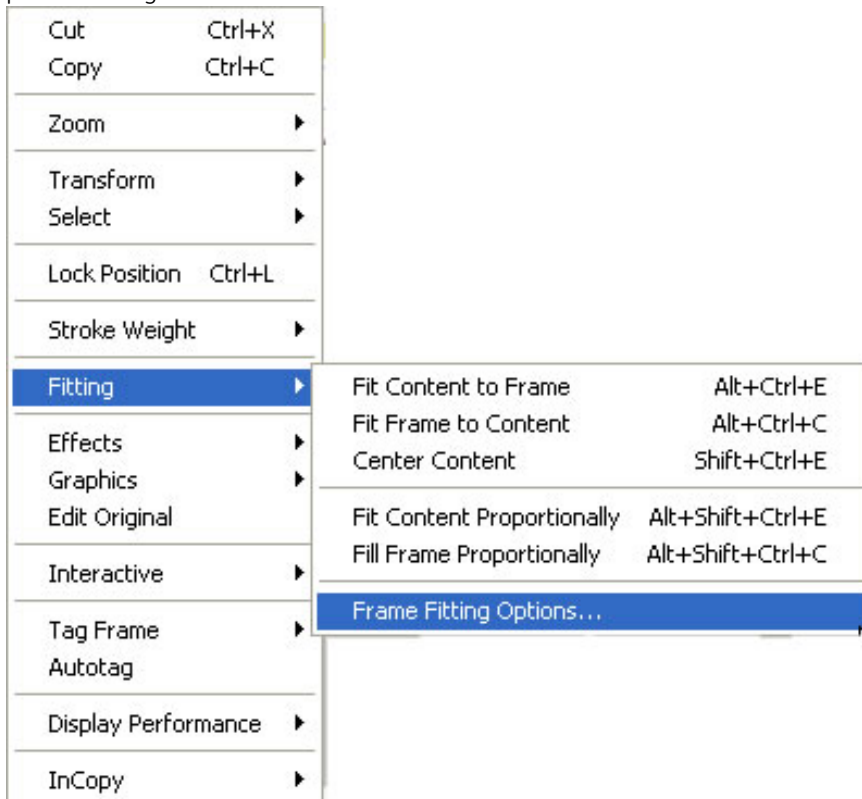 Cut Ctrl+X
Copy Ctrl+C
Zoom
Transform
Select
Lock Position Ctrl+L
Stroke Weight
Fitting
Fit Content to Frame Alt+Ctrl+E
Fit Frame to Content Alt+Ctrl+C
Center Content Shift+Ctrl+E
Fit Content Proportionally Alt+Shift+Ctrl+E
Fill Frame Proportionally Alt+Shift+Ctrl+C
Frame Fitting Options...
Effects
Graphics
Edit Original
Interactive
Tag Frame
Autotag
Display Performance
InCopy